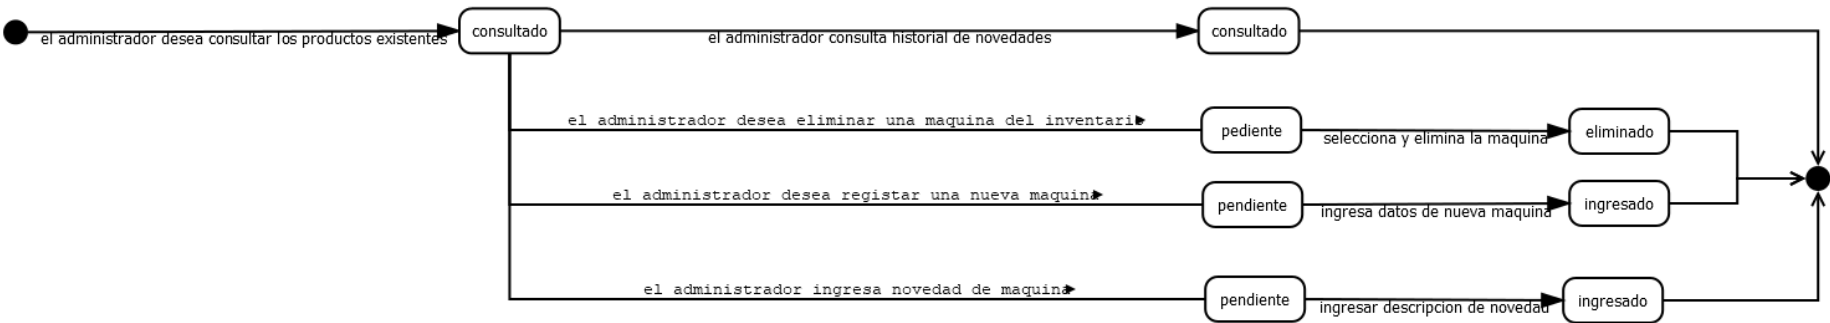 consultado
el administrador desea consultar los productos existentes
el administrador consulta historial de novedades
consultado
el administrador desea eliminar una maquina del inventario
pediente
selecciona y elimina la maquina
eliminado
el administrador desea registar una nueva maquina
pendiente
ingresa datos de nueva maquina
ingresado
el administrador ingresa novedad de maquina
pendiente
ingresar descripcion de novedad
ingresado